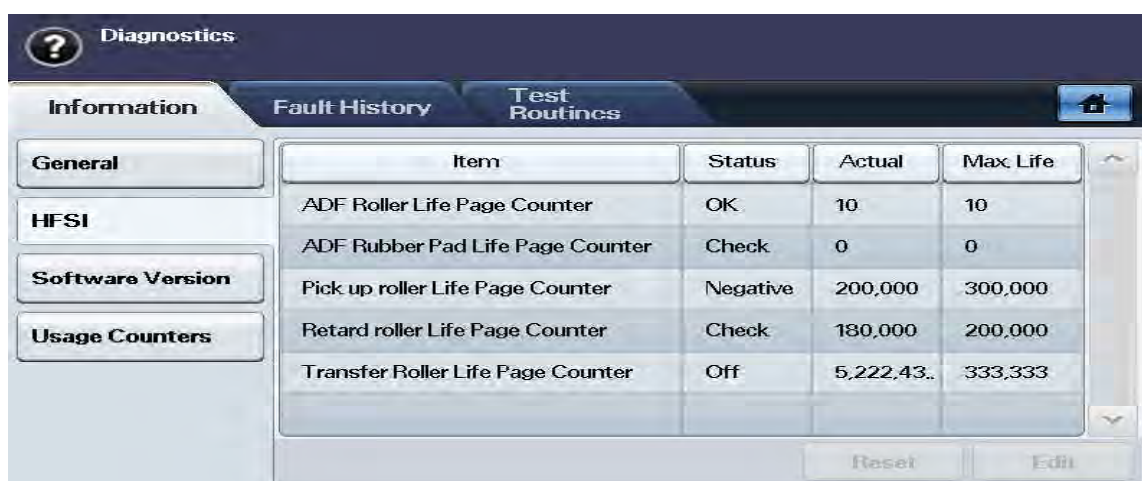 ?
Diagnostics
Information
Fault History
Test
Routines
General
HFSI
Software Version
Usage Counters
Item Status Actual Max. Life
ADF Roller Life Page Counter OK 10 10
ADF Rubber Pad Life Page Counter Check 0 0
Pick up roller Life Page Counter Negative 200,000 300,000
Retard roller Life Page Counter Check 180,000 200,000
Transfer Roller Life Page Counter Off 5,222,43.. 333,333
Reset Edit